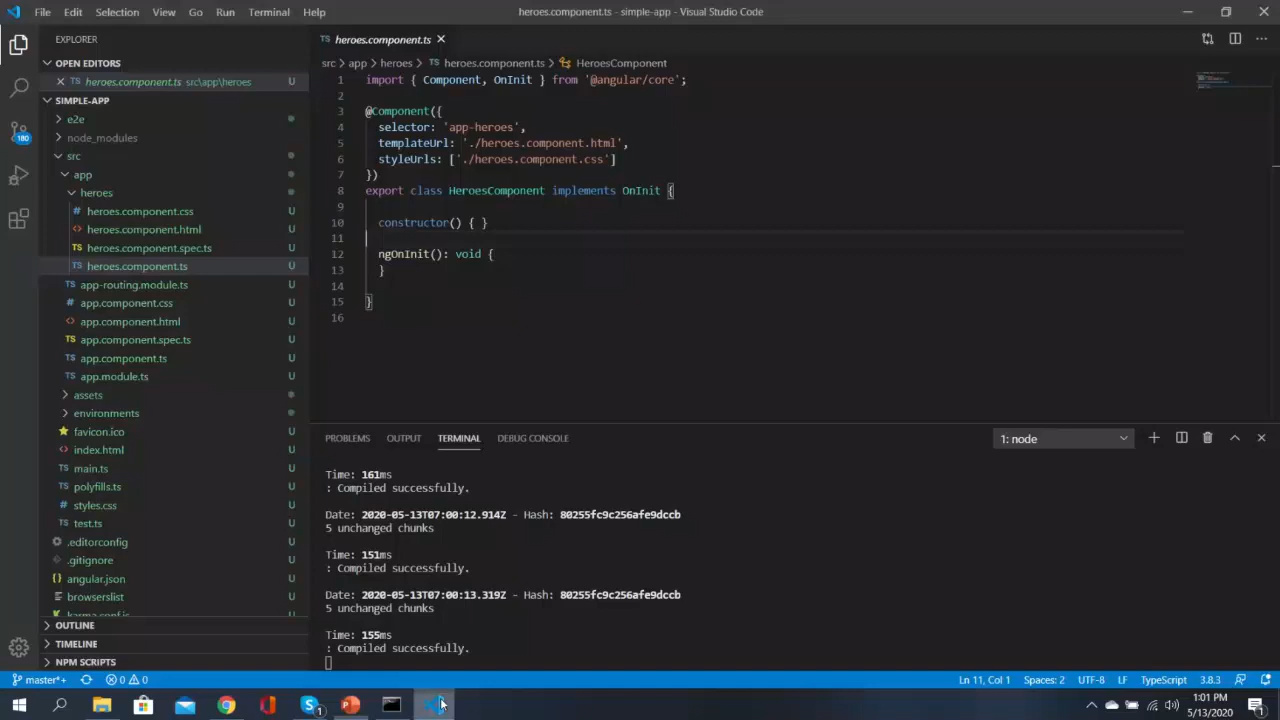 File Edit Selection View Go Run Terminal Help heroes.component.ts - simple-app - Visual Studio Code
EXPLORER
OPEN EDITORS
heroes.component.ts src\app\heroes U
SIMPLE-APP
e2e
node_modules
src
app
heroes
heroes.component.css U
heroes.component.html U
heroes.component.spec.ts U
heroes.component.ts U
app-routing.module.ts U
app.component.css U
app.component.html U
app.component.spec.ts U
app.component.ts U
app.module.ts U
assets
environments
favicon.ico U
index.html U
main.ts U
polyfills.ts U
styles.css U
test.ts U
.editorconfig U
.gitignore U
angular.json U
browserslist U
karma.conf.js U
OUTLINE
TIMELINE
NPM SCRIPTS
180
TS heroes.component.ts
src > app > heroes > TS heroes.component.ts > HeroesComponent
1 import { Component, OnInit } from '@angular/core';
2
3 @Component({
4 selector: 'app-heroes',
5 templateUrl: './heroes.component.html',
6 styleUrls: ['./heroes.component.css']
7 })
8 export class HeroesComponent implements OnInit {
9
10 constructor() { }
11
12 ngOnInit(): void {
13 }
14
15 }
16
PROBLEMS OUTPUT TERMINAL DEBUG CONSOLE 1: node
Time: 161ms
: Compiled successfully.
Date: 2020-05-13T07:00:12.914Z - Hash: 80255fc9c256afe9dccb
5 unchanged chunks
Time: 151ms
: Compiled successfully.
Date: 2020-05-13T07:00:13.319Z - Hash: 80255fc9c256afe9dccb
5 unchanged chunks
Time: 155ms
: Compiled successfully.
master*+ 0 0 Ln 11, Col 1 Spaces: 2 UTF-8 LF TypeScript 3.8.3
1:01 PM
5/13/2020